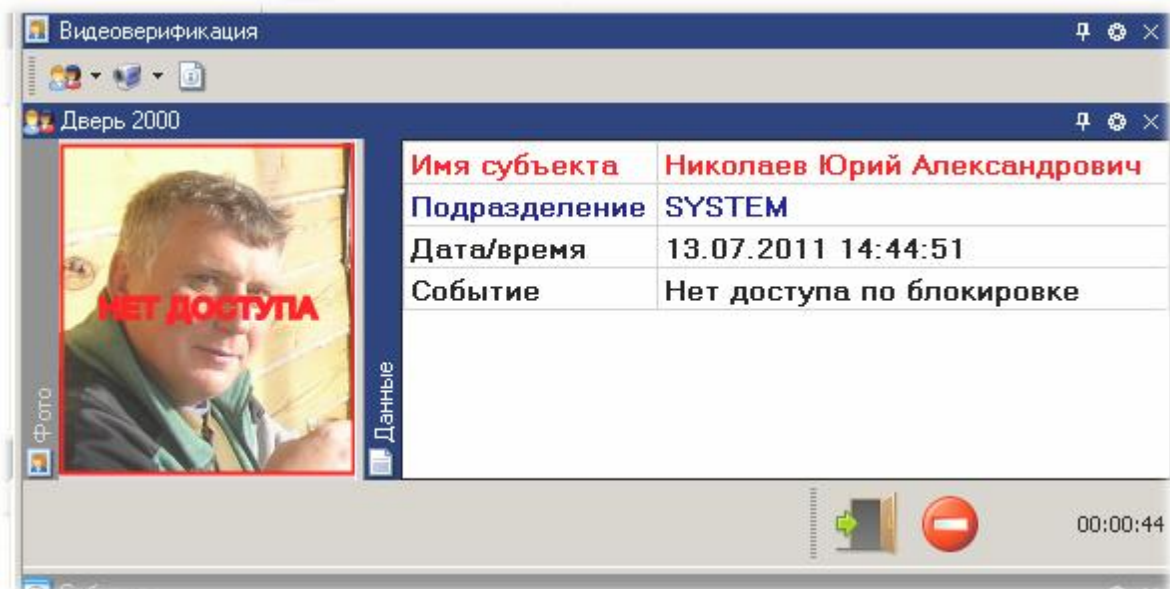 Видеоверификация
Дверь 2000
Фото
НЕТ ДОСТУПА
Данные
Имя субъекта Николаев Юрий Александрович
Подразделение SYSTEM
Дата/время 13.07.2011 14:44:51
Событие Нет доступа по блокировке
00:00:44